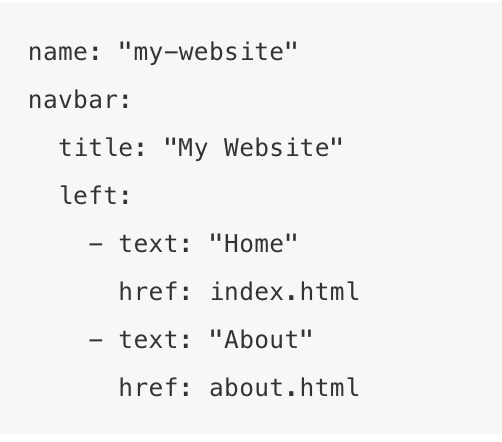 name: "my-website"
navbar:
  title: "My Website"
  left:
    - text: "Home"
      href: index.html
    - text: "About"
      href: about.html